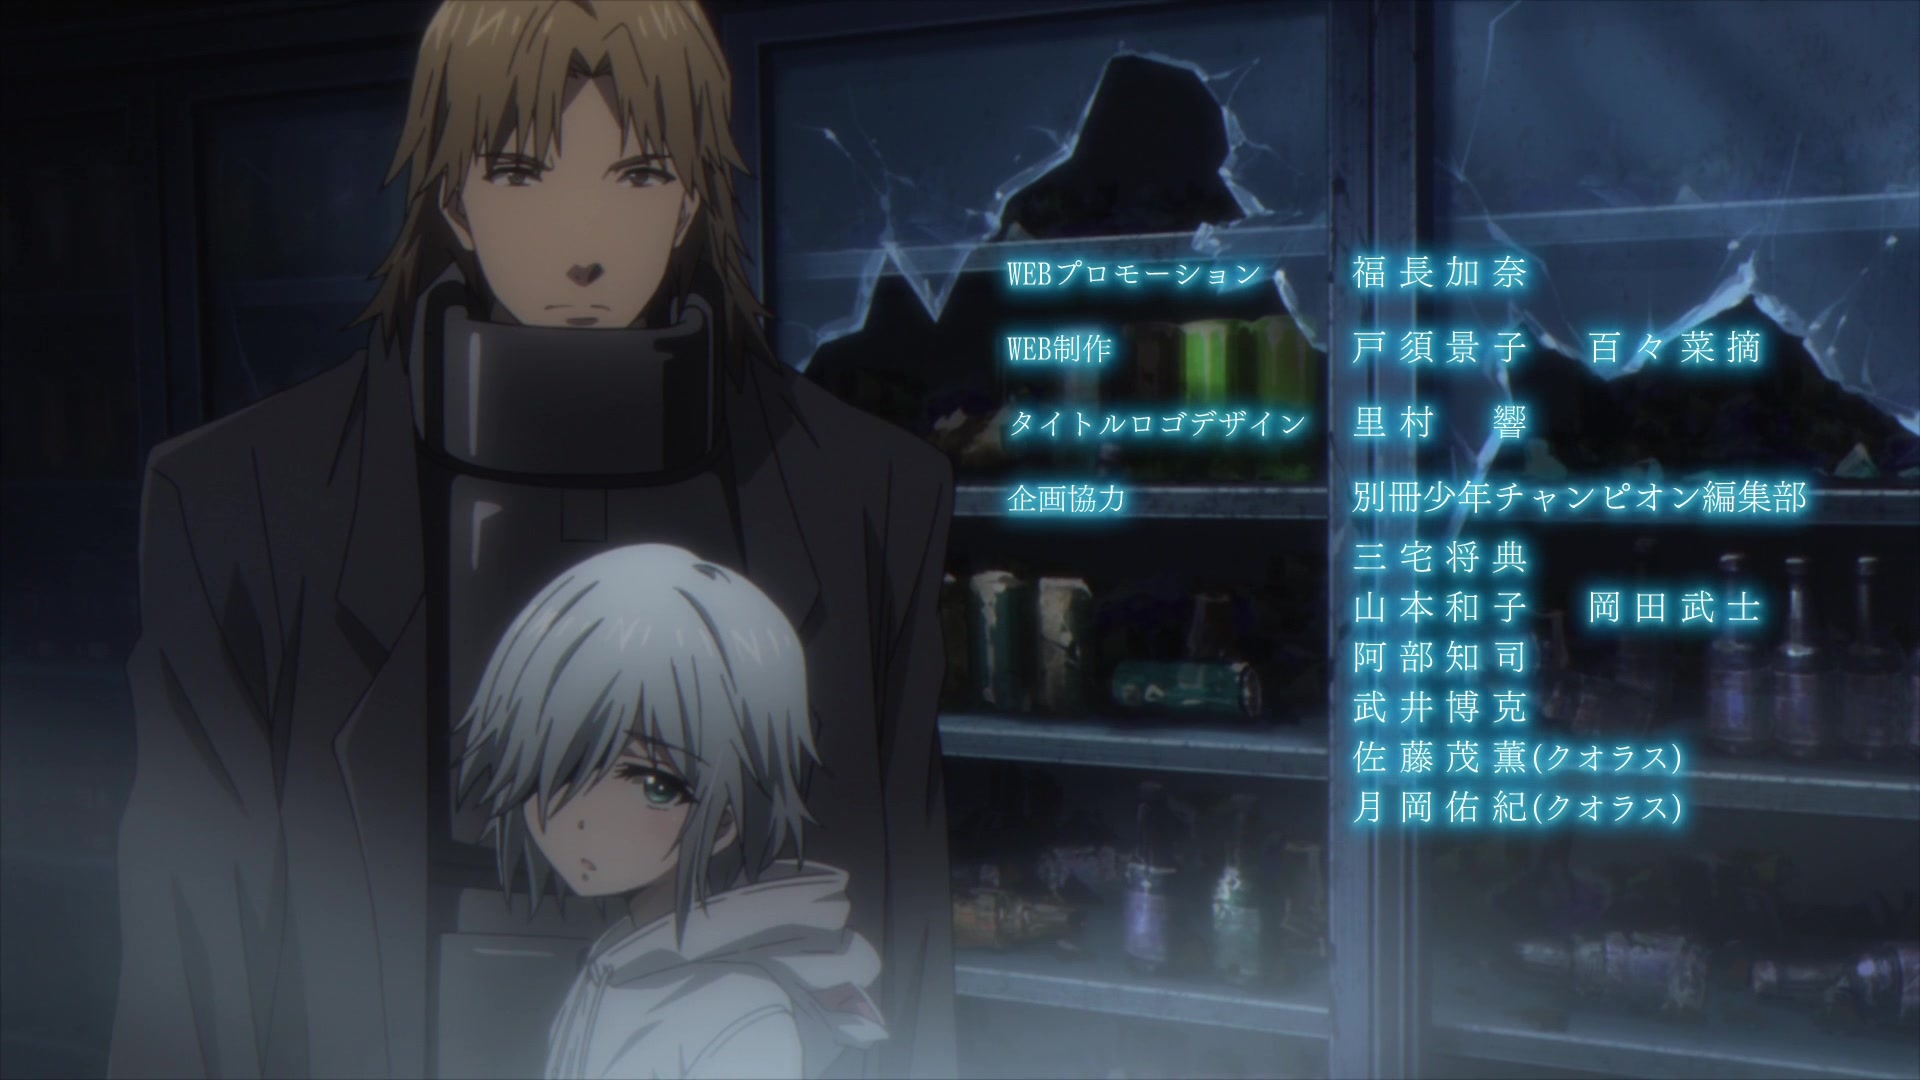 WEBプロモーション 福長加奈
WEB制作 戸須景子 百々菜摘
タイトルロゴデザイン 里村 響
企画協力 別冊少年チャンピオン編集部
三宅将典
山本和子 岡田武士
阿部知司
武井博克
佐藤茂薫(クオラス)
月岡佑紀(クオラス)